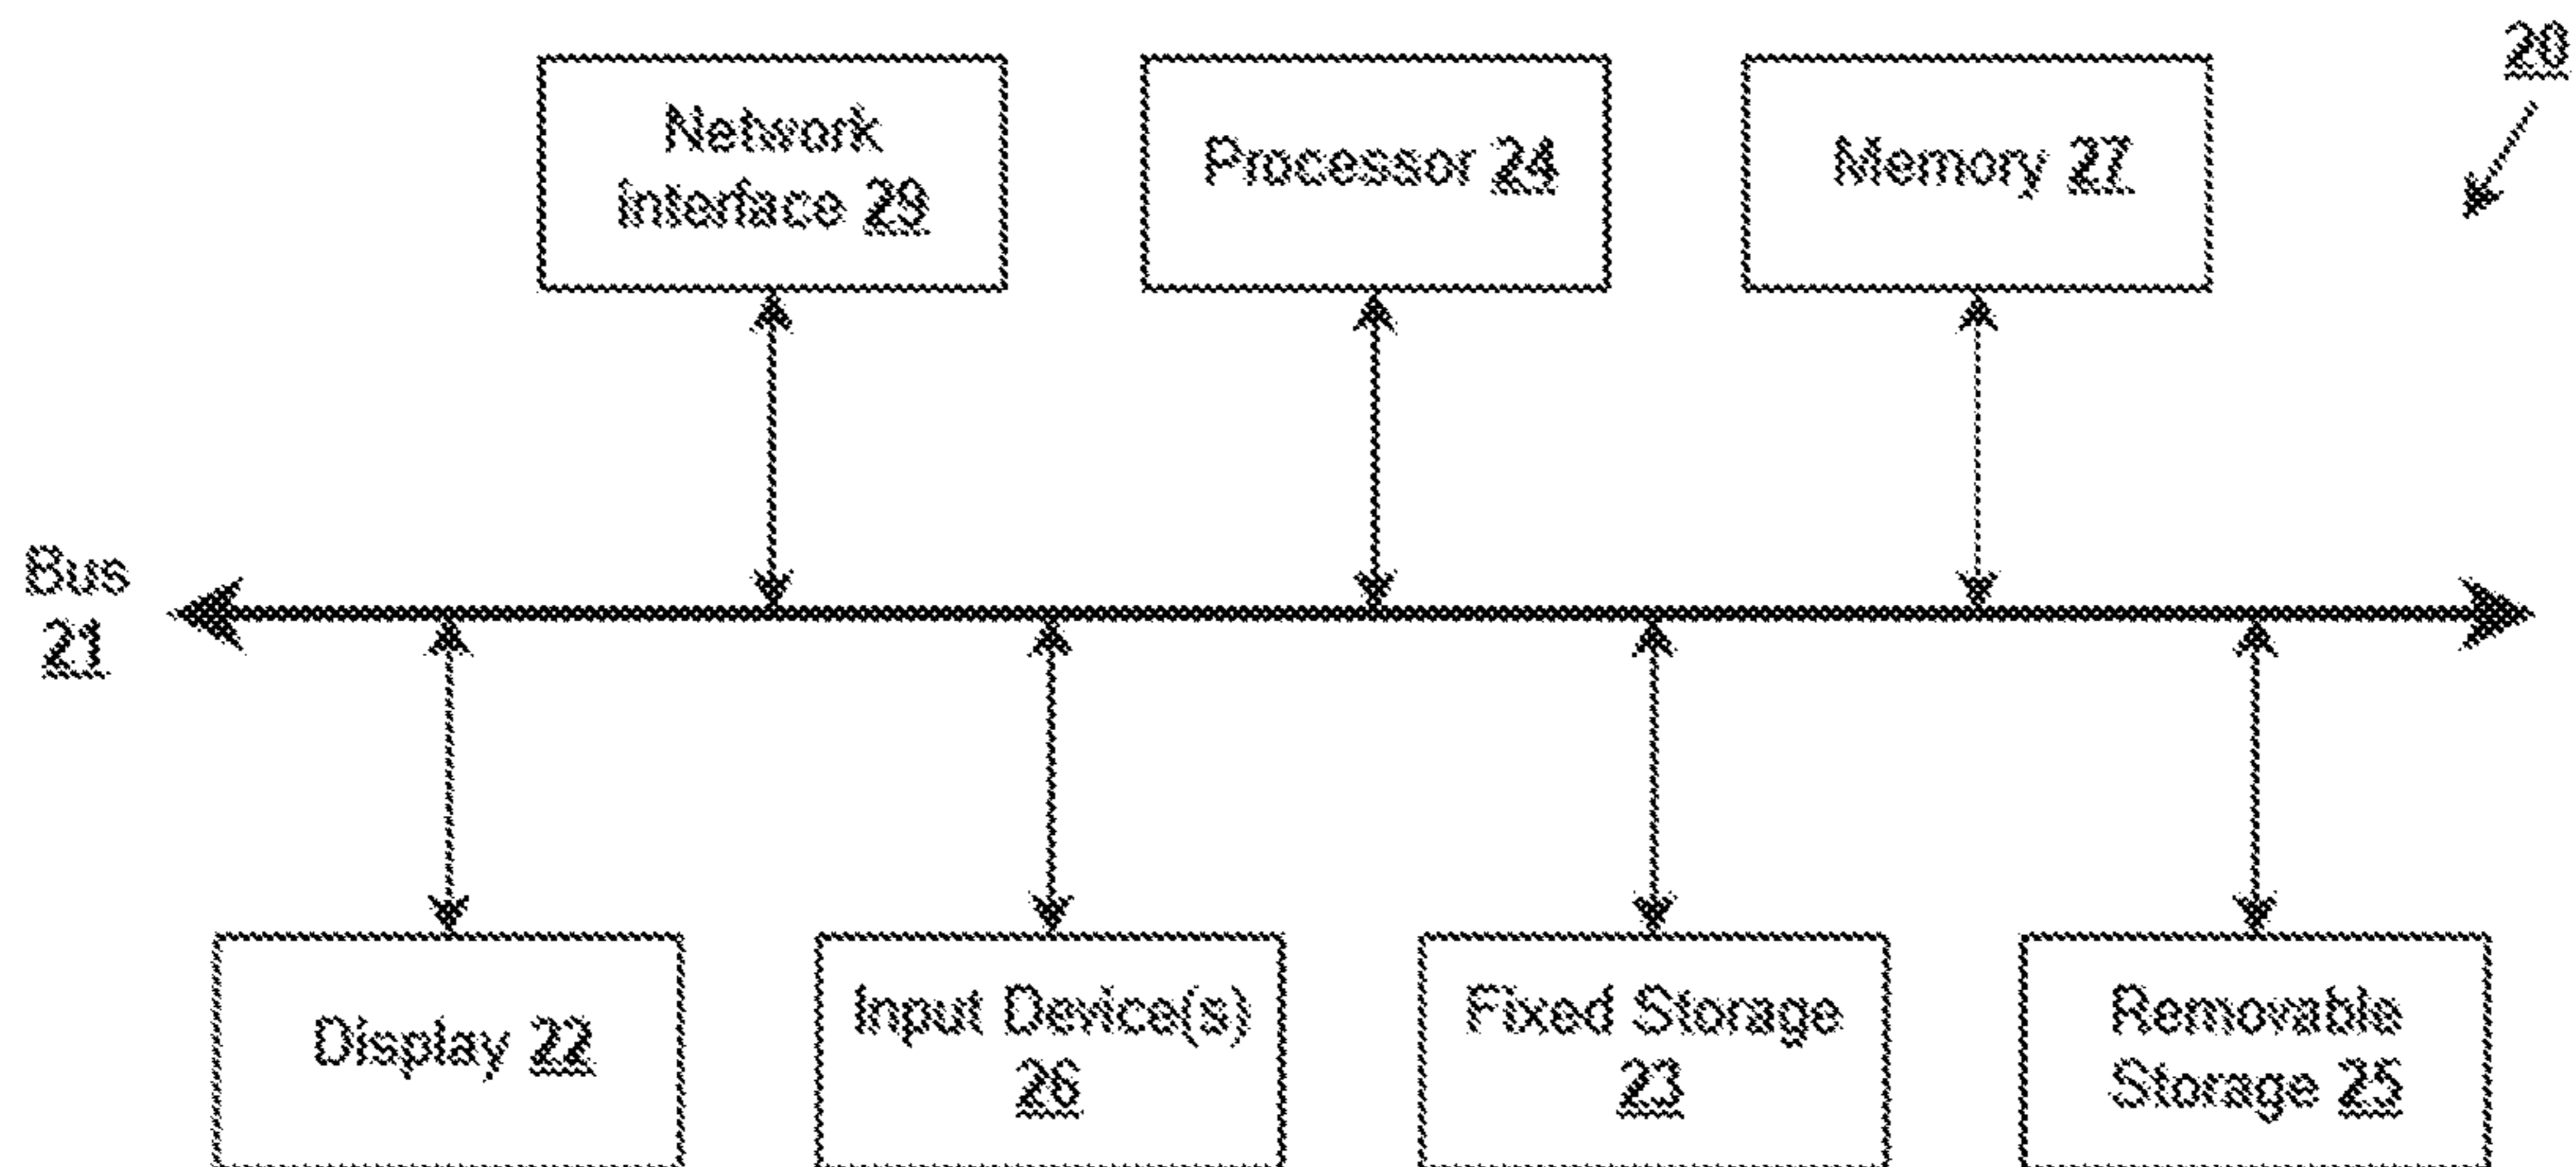 20
Network
Interface 29
Processor 24
Memory 27
Bus
21
Display 22
Input Device(s)
26
Fixed Storage
23
Removable
Storage 25